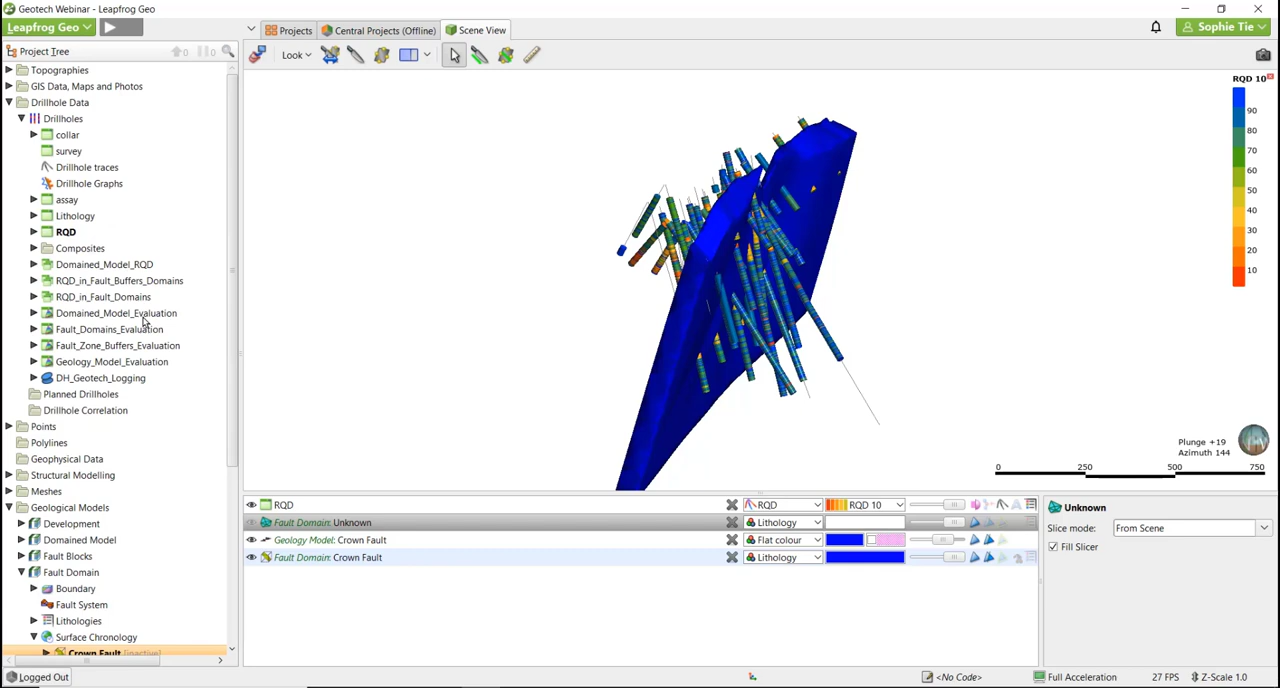 Geotech Webinar - Leapfrog Geo
Leapfrog Geo
Projects
Central Projects (Offline)
Scene View
Sophie Tie
Project Tree
0
0
Look
Topographies
GIS Data, Maps and Photos
Drillhole Data
Drillholes
collar
survey
Drillhole traces
Drillhole Graphs
assay
Lithology
RQD
Composites
Domained_Model_RQD
RQD_in_Fault_Buffers_Domains
RQD_in_Fault_Domains
Domained_Model_Evaluation
Fault_Domains_Evaluation
Fault_Zone_Buffers_Evaluation
Geology_Model_Evaluation
DH_Geotech_Logging
Planned Drillholes
Drillhole Correlation
Points
Polylines
Geophysical Data
Structural Modelling
Meshes
Geological Models
Development
Domained Model
Fault Blocks
Fault Domain
Boundary
Fault System
Lithologies
Surface Chronology
Crown Fault [inactive]
RQD 10
90
80
70
60
50
40
30
20
10
Plunge +19
Azimuth 144
0 250 500 750
RQD RQD RQD 10
Fault Domain: Unknown Lithology
Geology Model: Crown Fault Flat colour
Fault Domain: Crown Fault Lithology
Unknown
Slice mode: From Scene
Fill Slicer
Logged Out
<No Code>
Full Acceleration
27 FPS
Z-Scale 1.0